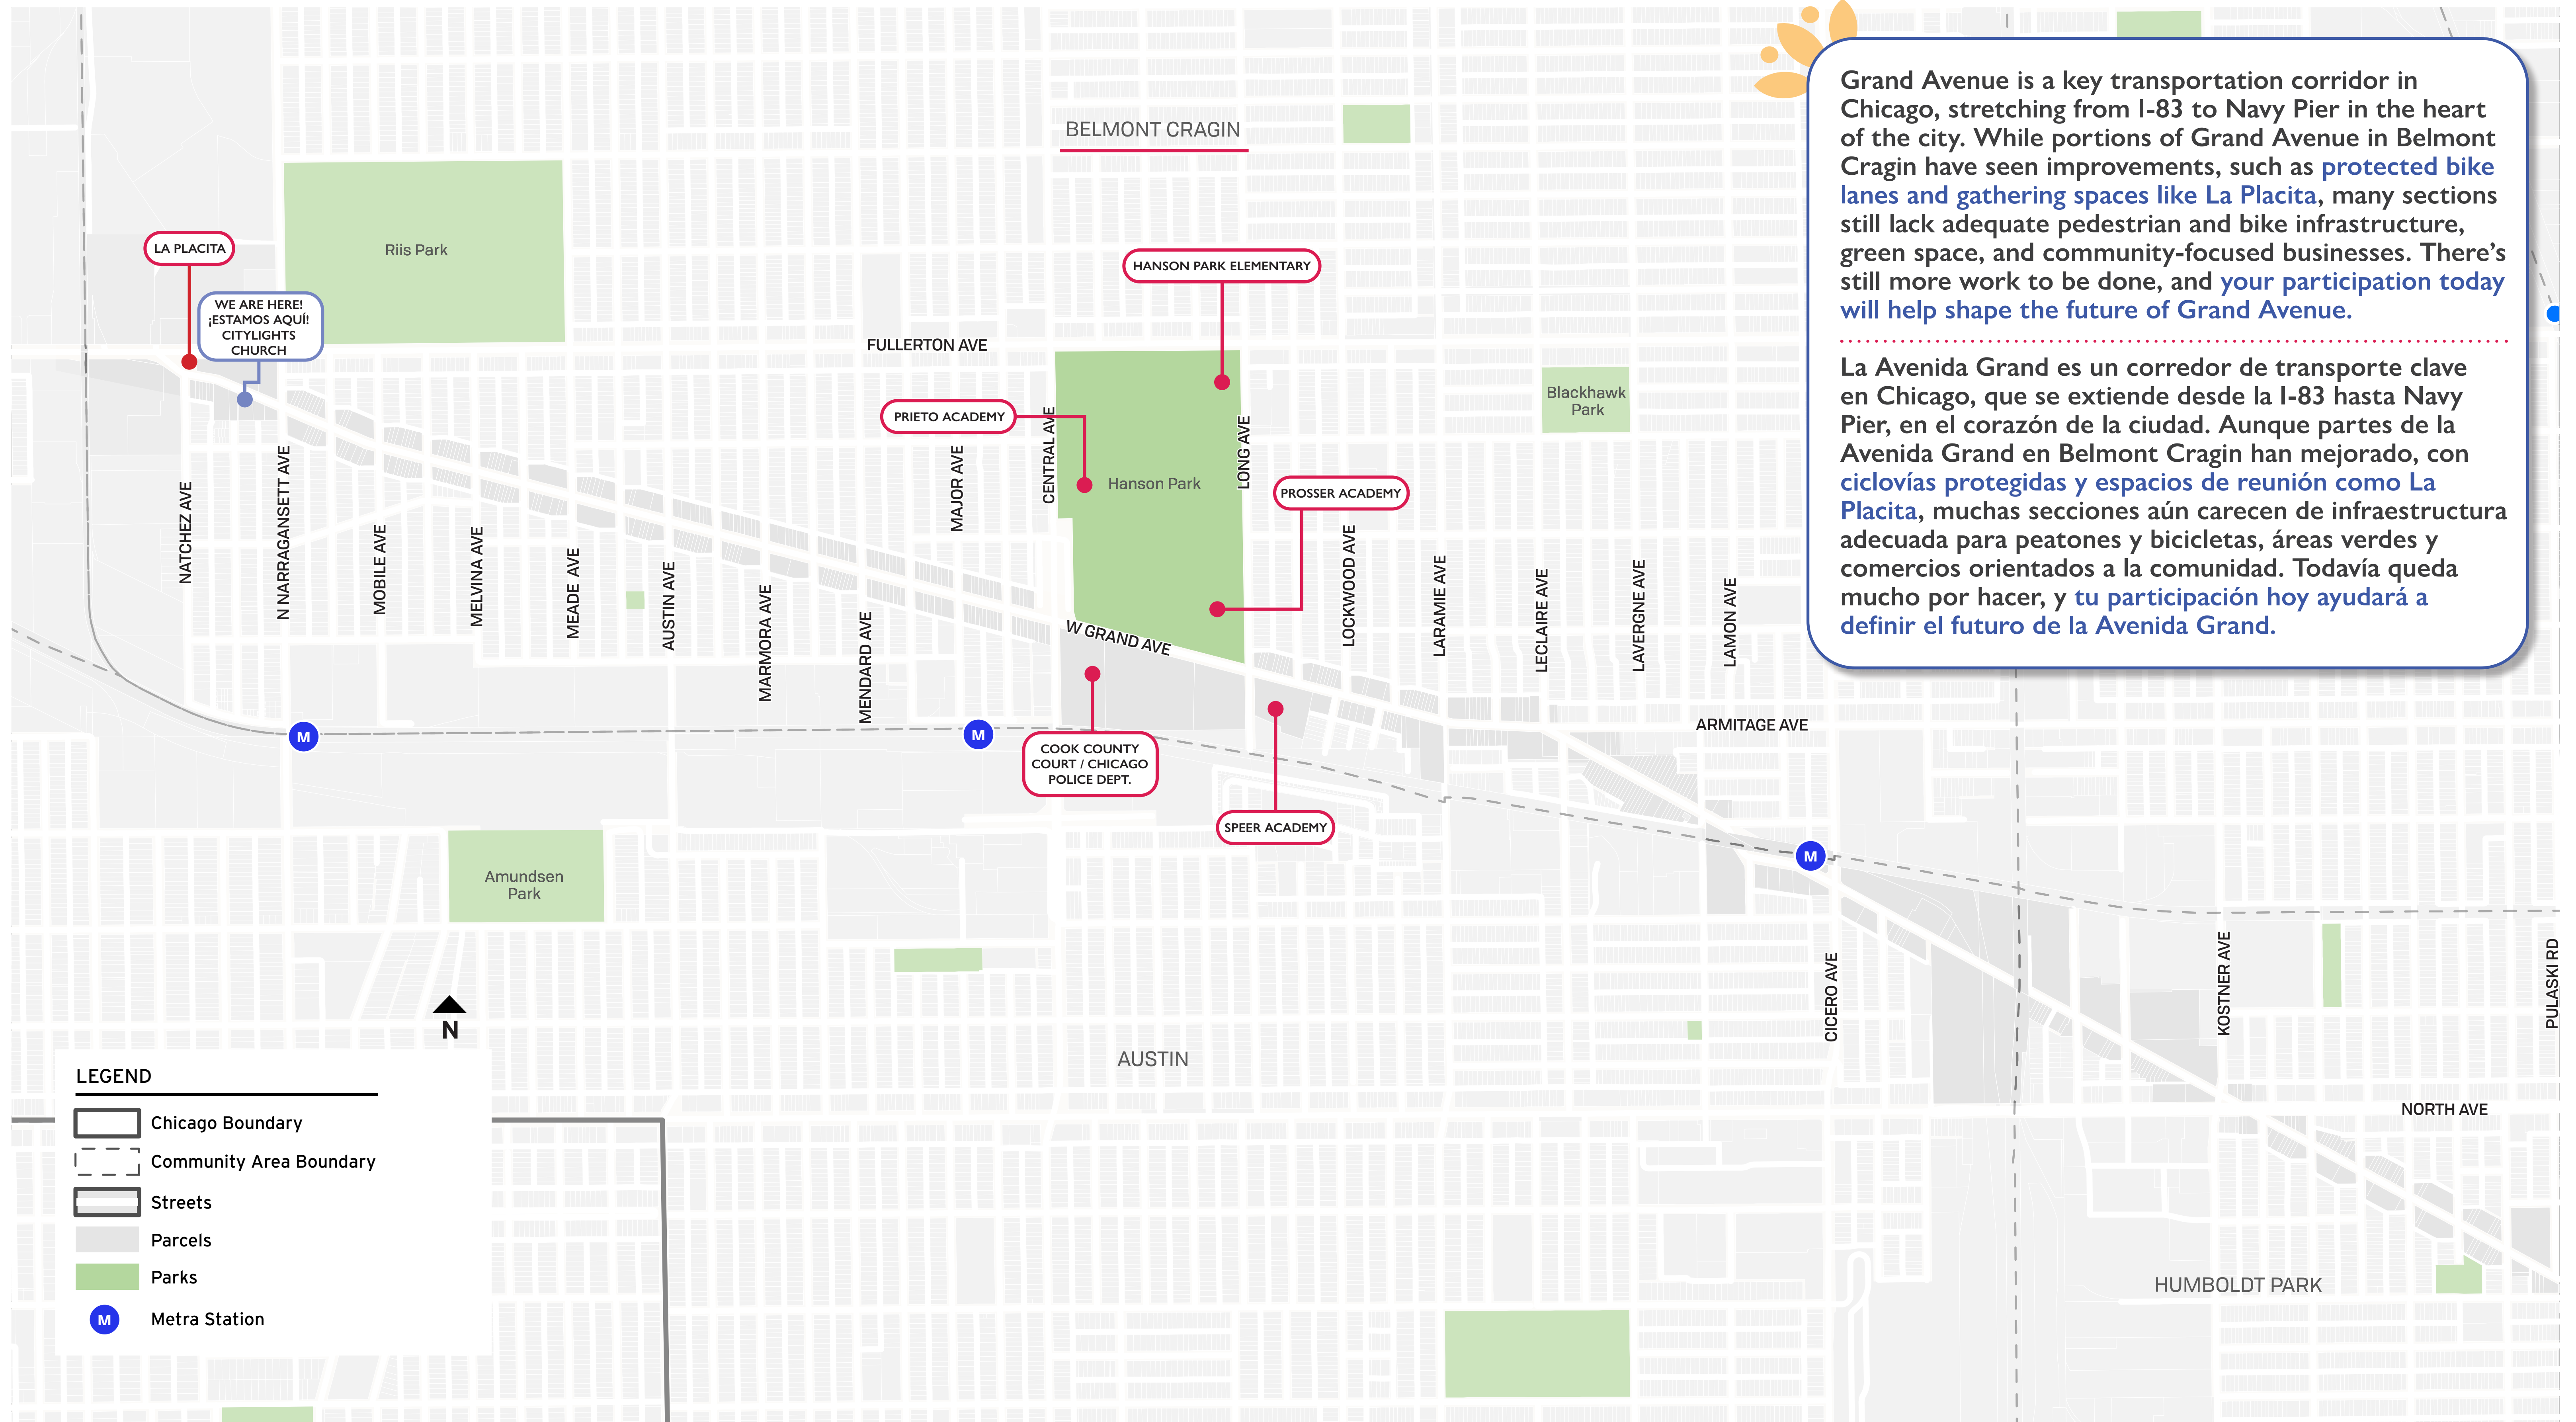 Grand Avenue is a key transportation corridor in
Chicago, stretching from I-83 to Navy Pier in the heart
of the city. While portions of Grand Avenue in Belmont
Cragin have seen improvements, such as protected bike
lanes and gathering spaces like La Placita, many sections
still lack adequate pedestrian and bike infrastructure,
green space, and community-focused businesses. There’s
still more work to be done, and your participation today
will help shape the future of Grand Avenue.
La Avenida Grand es un corredor de transporte clave
en Chicago, que se extiende desde la I-83 hasta Navy
Pier, en el corazón de la ciudad. Aunque partes de la
Avenida Grand en Belmont Cragin han mejorado, con
ciclovías protegidas y espacios de reunión como La
Placita, muchas secciones aún carecen de infraestructura
adecuada para peatones y bicicletas, áreas verdes y
comercios orientados a la comunidad. Todavía queda
mucho por hacer, y tu participación hoy ayudará a
definir el futuro de la Avenida Grand.
BELMONT CRAGIN
Riis Park
LA PLACITA
WE ARE HERE!
¡ESTAMOS AQUÍ!
CITYLIGHTS
CHURCH
HANSON PARK ELEMENTARY
FULLERTON AVE
PRIETO ACADEMY
Hanson Park
Blackhawk
Park
PROSSER ACADEMY
NATCHEZ AVE
N NARRAGANSETT AVE
MOBILE AVE
MELVINA AVE
MEADE AVE
AUSTIN AVE
MARMORA AVE
MENDARD AVE
MAJOR AVE
CENTRAL AVE
LONG AVE
LOCKWOOD AVE
LARAMIE AVE
LECLAIRE AVE
LAVERGNE AVE
LAMON AVE
W GRAND AVE
ARMITAGE AVE
M
M
M
COOK COUNTY
COURT / CHICAGO
POLICE DEPT.
SPEER ACADEMY
Amundsen
Park
CICERO AVE
KOSTNER AVE
PULASKI RD
N
AUSTIN
NORTH AVE
HUMBOLDT PARK
LEGEND
Chicago Boundary
Community Area Boundary
Streets
Parcels
Parks
M Metra Station